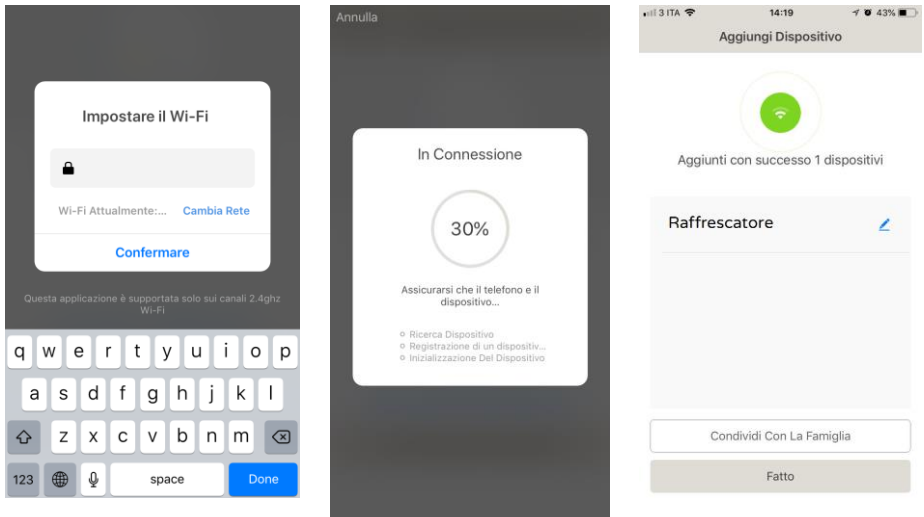 Impostare il Wi-Fi
Wi-Fi Attualmente:... Cambia Rete
Confermare
Questa applicazione è supportata solo sui canali 2.4ghz
Wi-Fi
q w e r t y u i o p
a s d f g h j k l
z x c v b n m
123 space Done
Annulla
In Connessione
30%
Assicurarsi che il telefono e il
dispositivo...
Ricerca Dispositivo
Registrazione di un dispositiv...
Inizializzazione Del Dispositivo
3 ITA 14:19 43%
Aggiungi Dispositivo
Aggiunti con successo 1 dispositivi
Raffrescatore
Condividi Con La Famiglia
Fatto